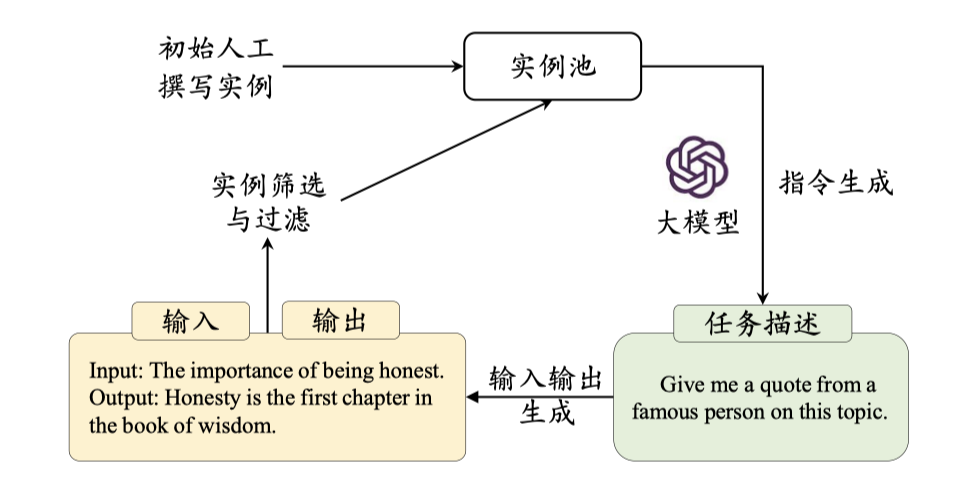 初始人工
撰写实例
实例池
大模型
指令生成
实例筛选
与过滤
输入
输出
Input: The importance of being honest.
Output: Honesty is the first chapter in
the book of wisdom.
输入输出
生成
任务描述
Give me a quote from a
famous person on this topic.